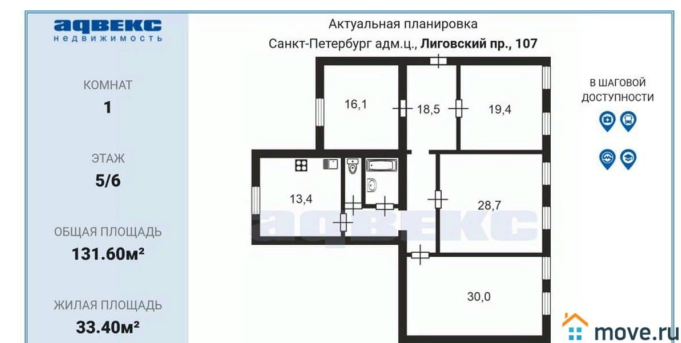 адвекс
недвижимость
КОМНАТ
1
ЭТАЖ
5/6
ОБЩАЯ ПЛОЩАДЬ
131.60м²
ЖИЛАЯ ПЛОЩАДЬ
33.40м²
Актуальная планировка
Санкт-Петербург адм.ц., Лиговский пр., 107
16,1
18,5
19,4
13,4
28,7
30,0
адвекс
В ШАГОВОЙ
ДОСТУПНОСТИ
move.ru